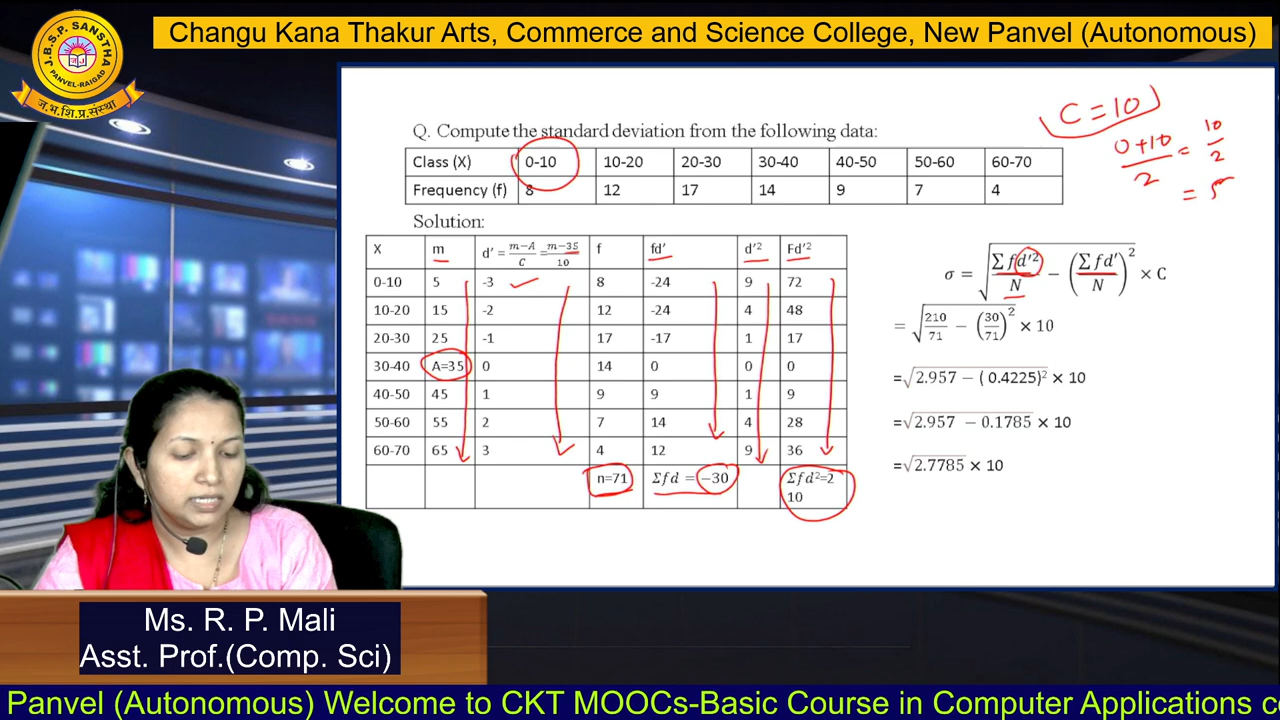 Changu Kana Thakur Arts, Commerce and Science College, New Panvel (Autonomous)
J.B.S.P. SANSTHA
PANVEL-RAIGAD
ज.भ.शि.प्र.संस्था
C = 10
0+10/2 = 10/2
= 5
Q. Compute the standard deviation from the following data:
Class (X) 0-10 10-20 20-30 30-40 40-50 50-60 60-70
Frequency (f) 8 12 17 14 9 7 4
Solution:
X m d' = m−A/C = m−35/10 f fd' d'² Fd'²
0-10 5 -3 8 -24 9 72
10-20 15 -2 12 -24 4 48
20-30 25 -1 17 -17 1 17
30-40 A=35 0 14 0 0 0
40-50 45 1 9 9 1 9
50-60 55 2 7 14 4 28
60-70 65 3 4 12 9 36
n=71 Σfd = −30 Σfd²=2
10
σ = √(Σfd'²/N − (Σfd'/N)²) × C
= √(210/71 − (30/71)²) × 10
=√(2.957 − ( 0.4225)²) × 10
=√(2.957 − 0.1785) × 10
=√2.7785 × 10
Ms. R. P. Mali
Asst. Prof.(Comp. Sci)
Panvel (Autonomous) Welcome to CKT MOOCs-Basic Course in Computer Applications